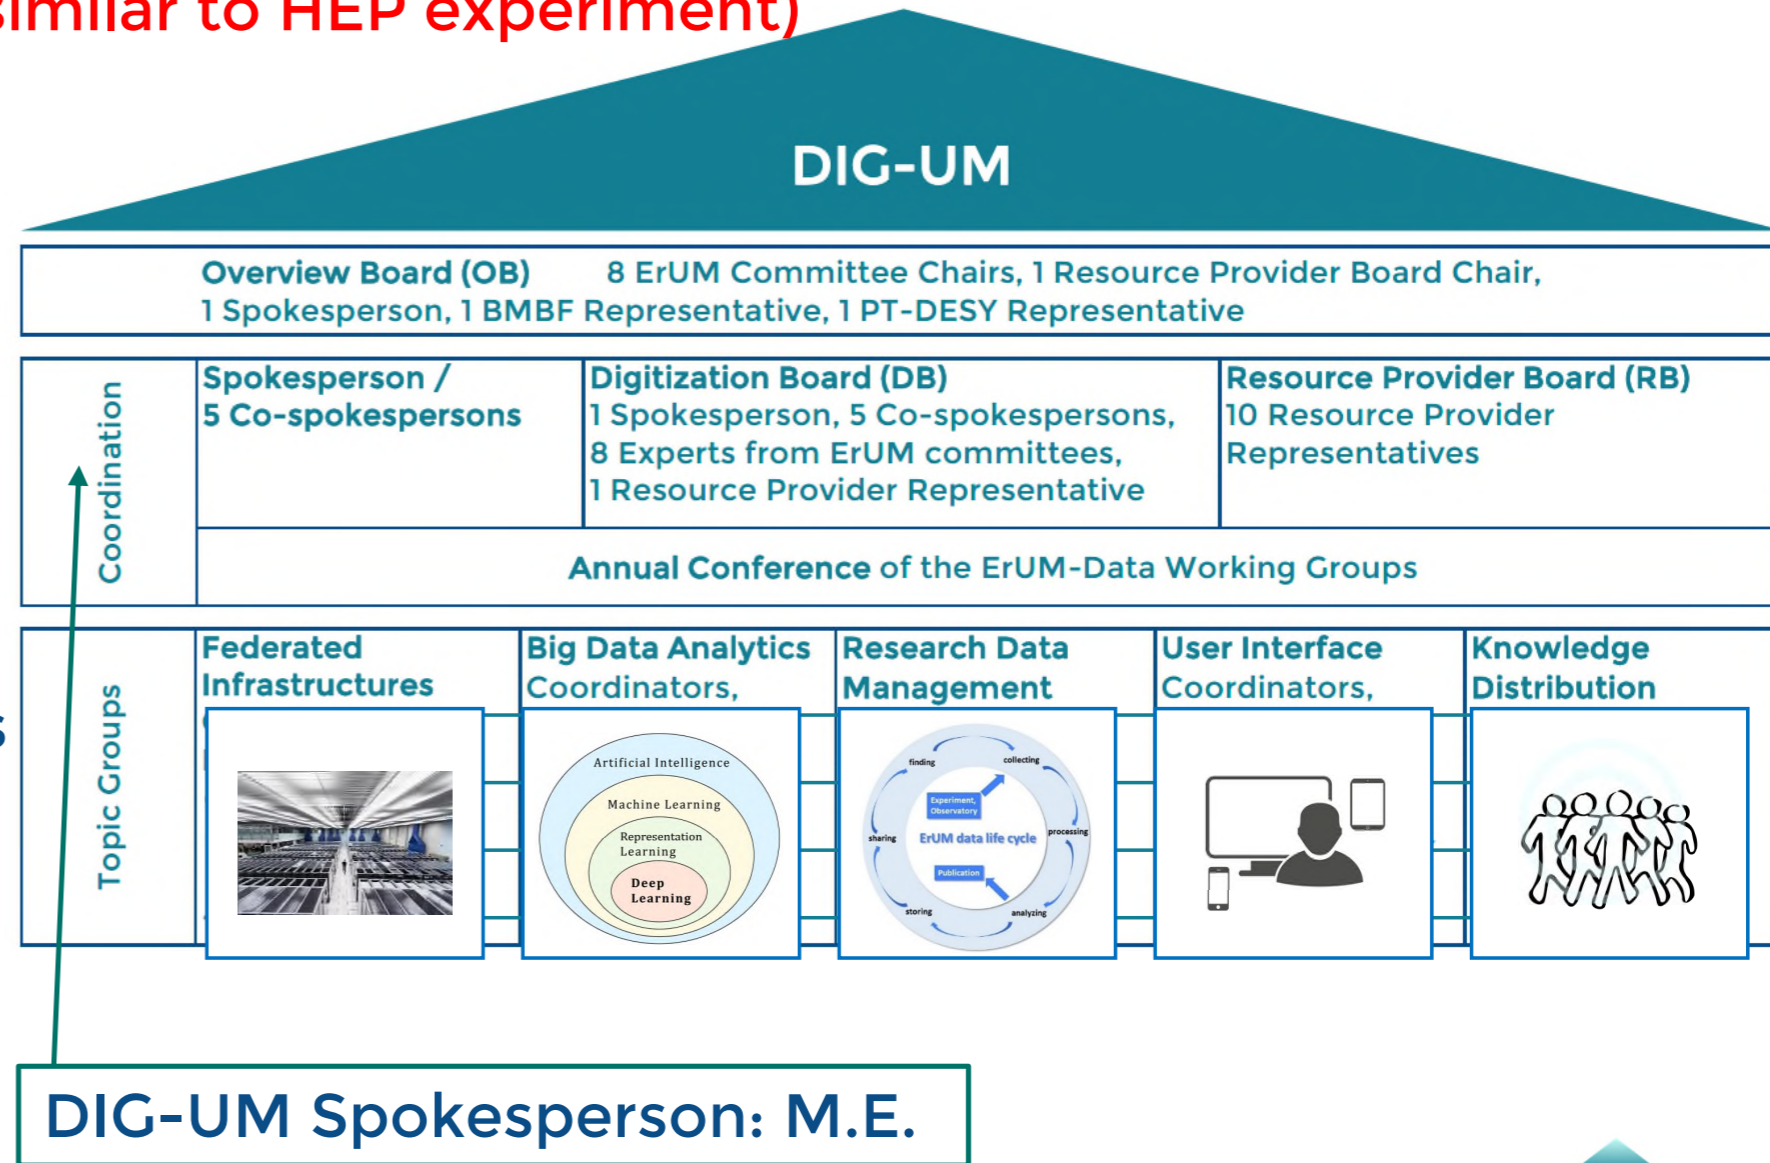 similar to HEP experiment)
DIG-UM
Overview Board (OB) 8 ErUM Committee Chairs, 1 Resource Provider Board Chair,
1 Spokesperson, 1 BMBF Representative, 1 PT-DESY Representative
Coordination
Spokesperson /
5 Co-spokespersons
Digitization Board (DB)
1 Spokesperson, 5 Co-spokespersons,
8 Experts from ErUM committees,
1 Resource Provider Representative
Resource Provider Board (RB)
10 Resource Provider
Representatives
Annual Conference of the ErUM-Data Working Groups
Topic Groups
Federated
Infrastructures
Big Data Analytics
Coordinators,
Research Data
Management
User Interface
Coordinators,
Knowledge
Distribution
s
Artificial Intelligence
Machine Learning
Representation
Learning
Deep
Learning
finding
collecting
Experiment,
Observatory
sharing
ErUM data life cycle
processing
Publication
storing
analyzing
DIG-UM Spokesperson: M.E.